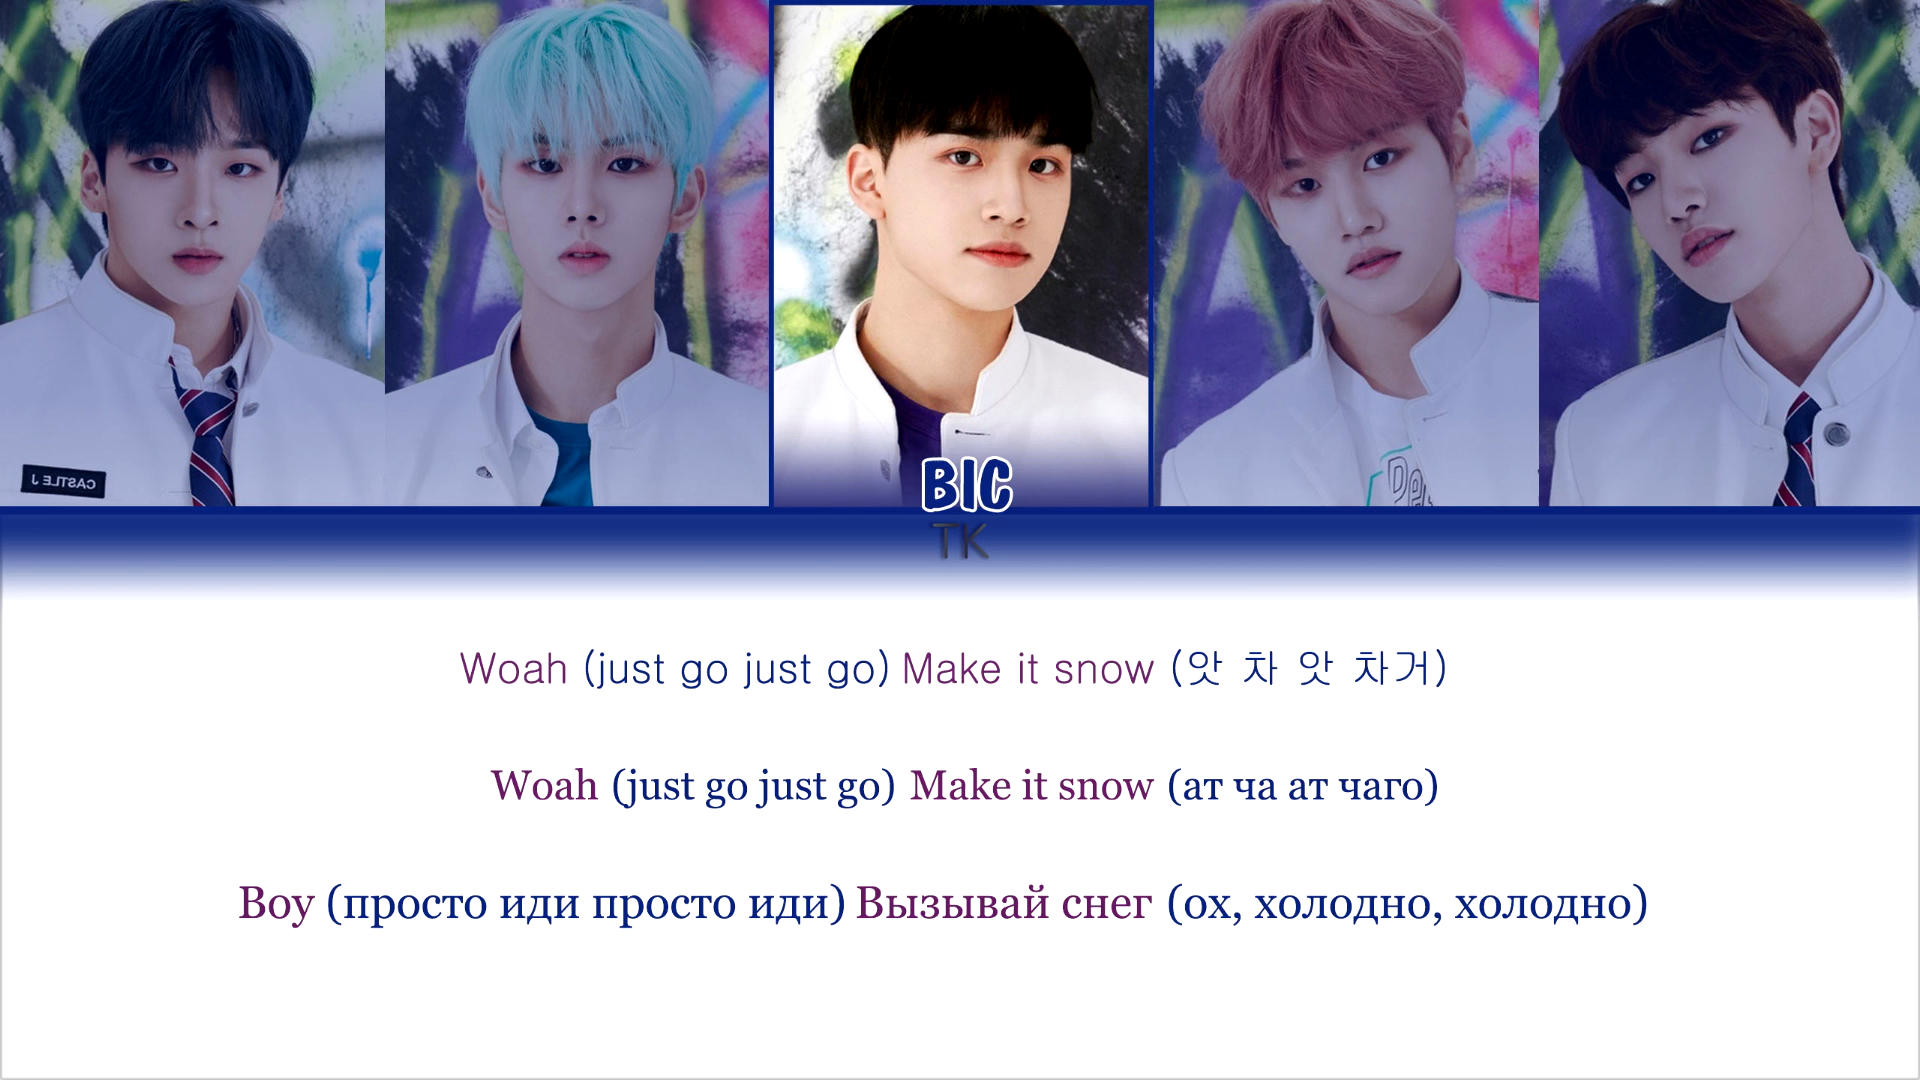 CASTLE J
BIC
TK
Woah (just go just go) Make it snow (앗 차 앗 차거)
Woah (just go just go) Make it snow (ат ча ат чаго)
Воу (просто иди просто иди) Вызывай снег (ох, холодно, холодно)